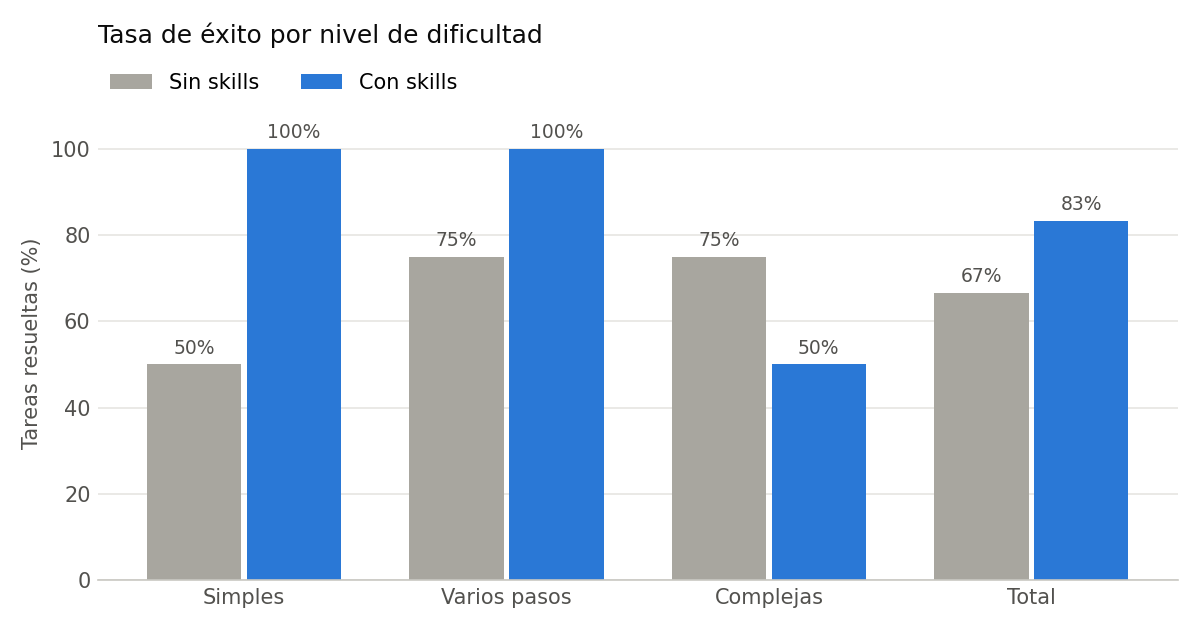 Tasa de éxito por nivel de dificultad
Sin skills Con skills
100% 100%
100
83%
80
75% 75%
67%
60
50% 50%
40
20
0
Tareas resueltas (%)
Simples Varios pasos Complejas Total